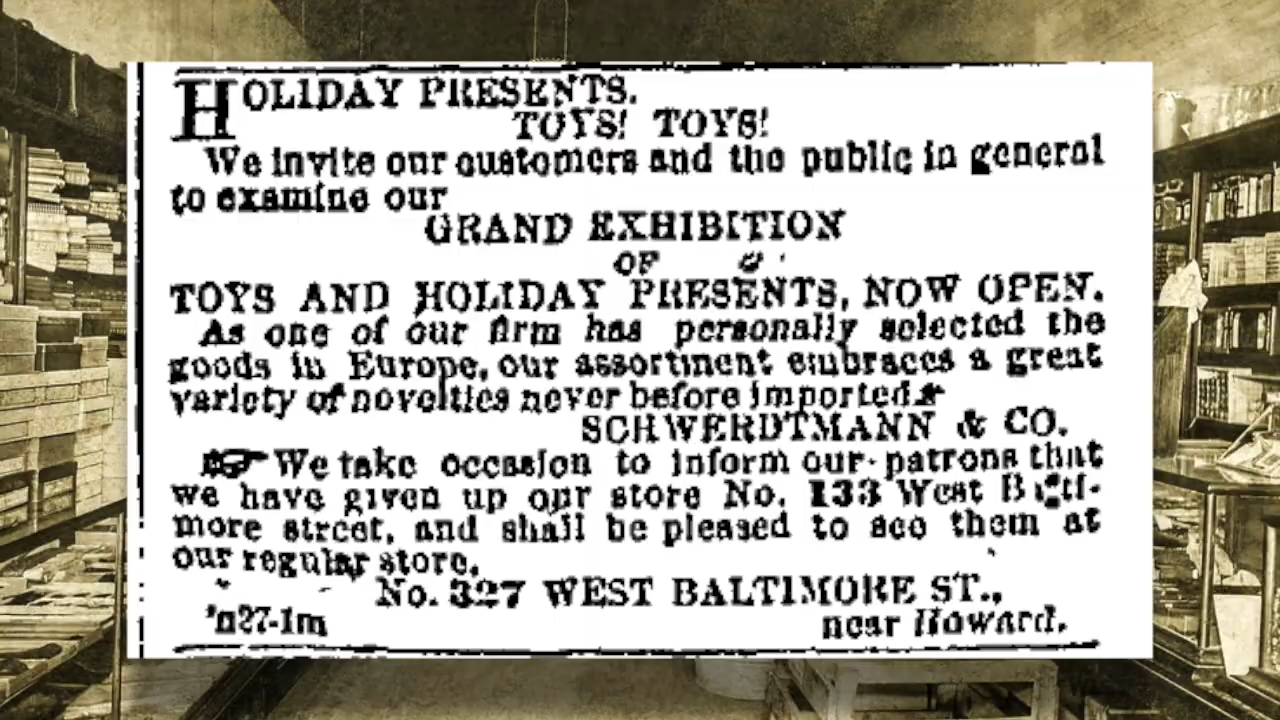 HOLIDAY PRESENTS.
TOYS! TOYS!
We invite our customers and the public in general
to examine our
GRAND EXHIBITION
OF
TOYS AND HOLIDAY PRESENTS, NOW OPEN.
As one of our firm has personally selected the
goods in Europe, our assortment embraces a great
variety of novelties never before imported.
SCHWERDTMANN & CO.
☞ We take occasion to inform our patrons that
we have given up our store No. 133 West Balti-
more street, and shall be pleased to see them at
our regular store.
No. 327 WEST BALTIMORE ST.,
n27-1m near Howard.